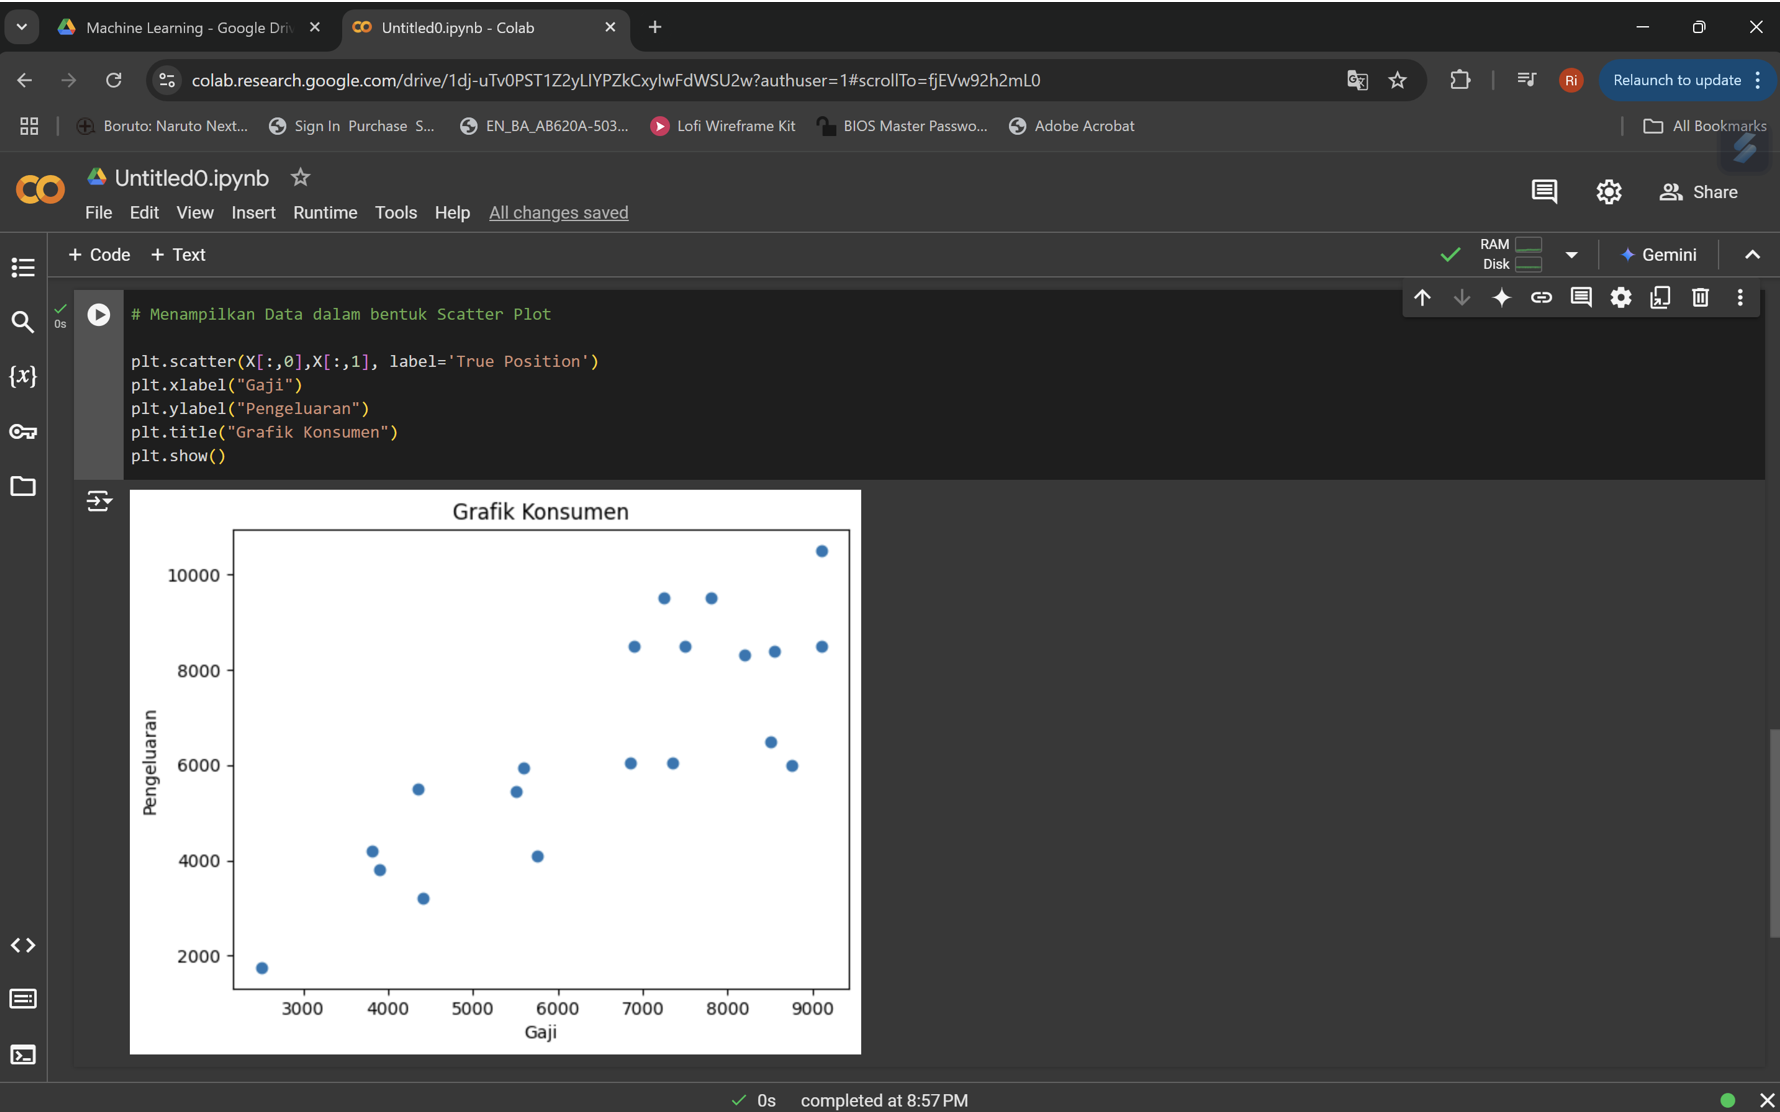 Machine Learning - Google Driv
Untitled0.ipynb - Colab
colab.research.google.com/drive/1dj-uTv0PST1Z2yLIYPZkCxylwFdWSU2w?authuser=1#scrollTo=fjEVw92h2mL0
Ri
Relaunch to update
Boruto: Naruto Next...
Sign In Purchase S...
EN_BA_AB620A-503...
Lofi Wireframe Kit
BIOS Master Passwo...
Adobe Acrobat
All Bookmarks
Untitled0.ipynb
Share
File Edit View Insert Runtime Tools Help All changes saved
+ Code + Text
RAM
Disk
Gemini
0s
# Menampilkan Data dalam bentuk Scatter Plot
plt.scatter(X[:,0],X[:,1], label='True Position')
plt.xlabel("Gaji")
plt.ylabel("Pengeluaran")
plt.title("Grafik Konsumen")
plt.show()
{x}
Grafik Konsumen
10000
8000
6000
4000
2000
Pengeluaran
3000 4000 5000 6000 7000 8000 9000
Gaji
0s completed at 8:57 PM